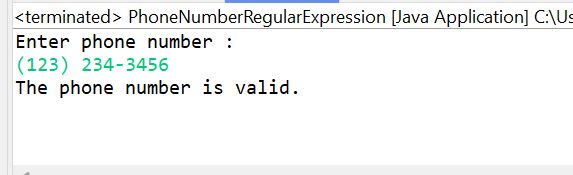 <terminated> PhoneNumberRegularExpression [Java Application] C:\Us
Enter phone number :
(123) 234-3456
The phone number is valid.